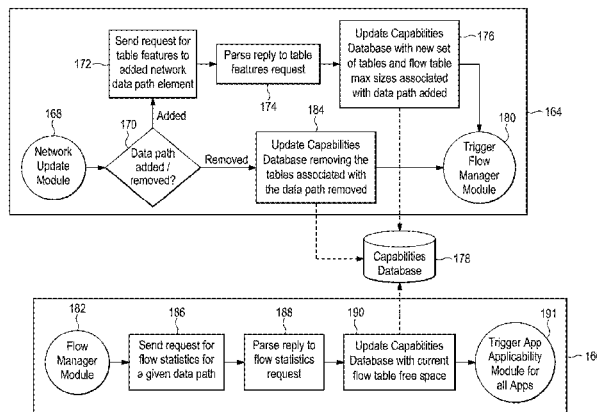 172
Send request for
table features to
added network
data path element
Parse reply to table
features request
174
Update Capabilities
Database with new set
of tables and flow table
max sizes associated
with data path added
176
168
Network
Update
Module
170
Data path
added /
removed?
Added
Removed
184
Update Capabilities
Database removing the
tables associated with
the data path removed
180
Trigger
Flow
Manager
Module
164
Capabilities
Database
178
182
Flow
Manager
Module
186
Send request for
flow statistics for
a given data path
188
Parse reply to
flow statistics
request
190
Update Capabilities
Database with current
flow table free space
191
Trigger App
Applicability
Module for
all Apps